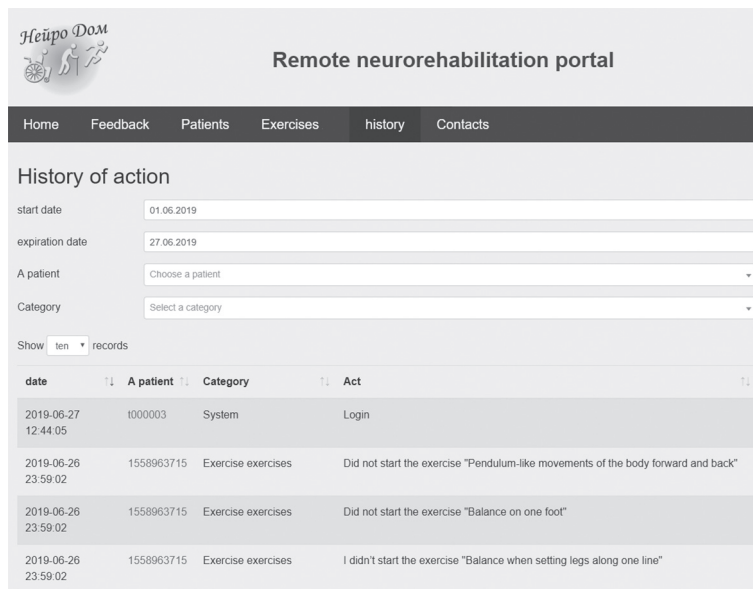 Нейро Дом
Remote neurorehabilitation portal
Home Feedback Patients Exercises history Contacts
History of action
start date 01.06.2019
expiration date 27.06.2019
A patient Choose a patient
Category Select a category
Show ten records
date A patient Category Act
2019-06-27 t000003 System Login
12:44:05
2019-06-26 1558963715 Exercise exercises Did not start the exercise "Pendulum-like movements of the body forward and back"
23:59:02
2019-06-26 1558963715 Exercise exercises Did not start the exercise "Balance on one foot"
23:59:02
2019-06-26 1558963715 Exercise exercises I didn't start the exercise "Balance when setting legs along one line"
23:59:02